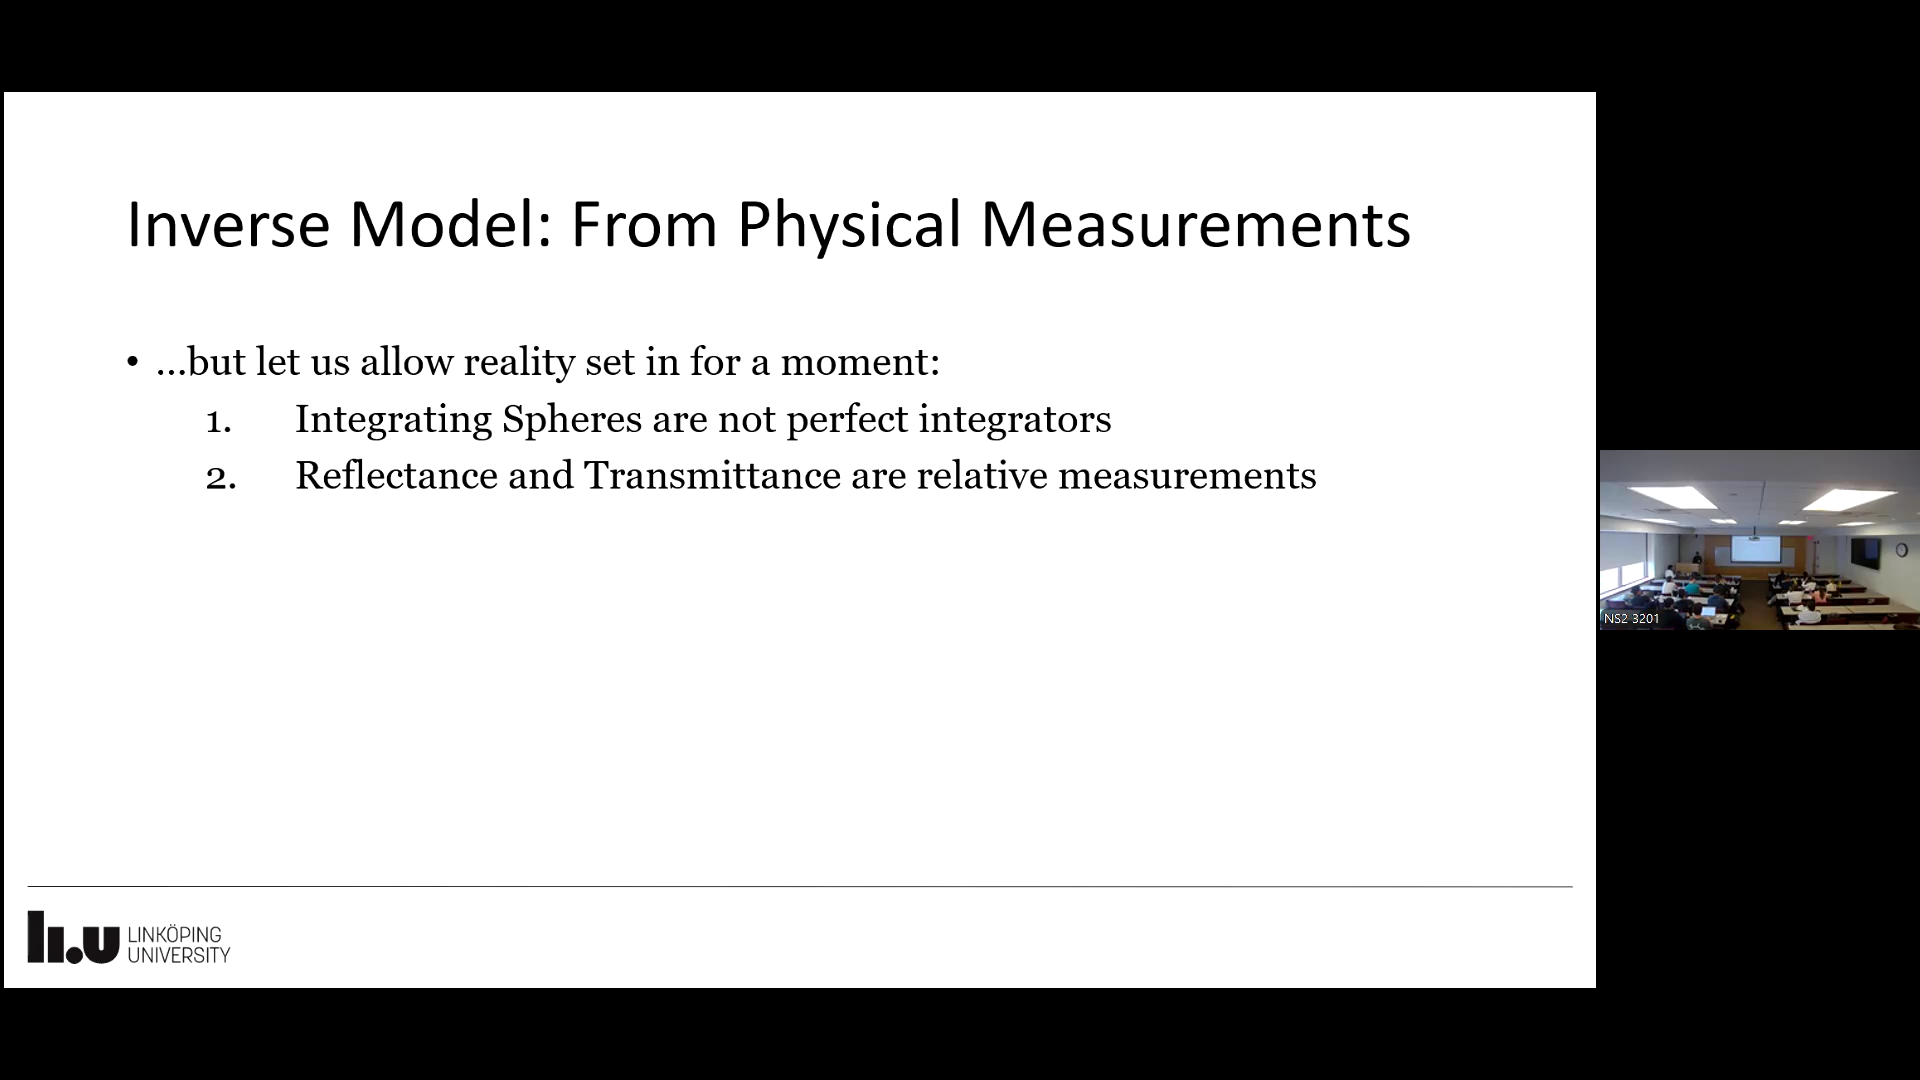 Inverse Model: From Physical Measurements
• ...but let us allow reality set in for a moment:
1. Integrating Spheres are not perfect integrators
2. Reflectance and Transmittance are relative measurements
NS2 3201
li.u LINKÖPING
UNIVERSITY